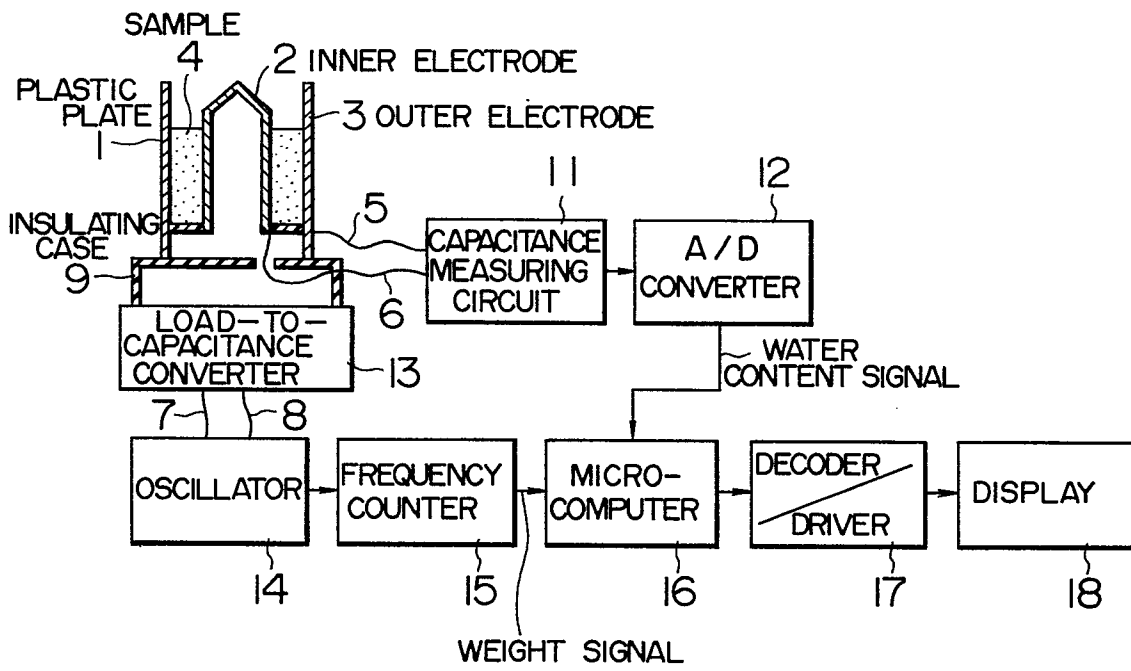 SAMPLE
4
2 INNER ELECTRODE
PLASTIC
PLATE
1
3 OUTER ELECTRODE
INSULATING
CASE
9
5
6
11
CAPACITANCE
MEASURING
CIRCUIT
12
A/D
CONVERTER
LOAD-TO-
CAPACITANCE
CONVERTER
13
WATER
CONTENT SIGNAL
7
8
OSCILLATOR
14
FREQUENCY
COUNTER
15
MICRO-
COMPUTER
16
DECODER
DRIVER
17
DISPLAY
18
WEIGHT SIGNAL